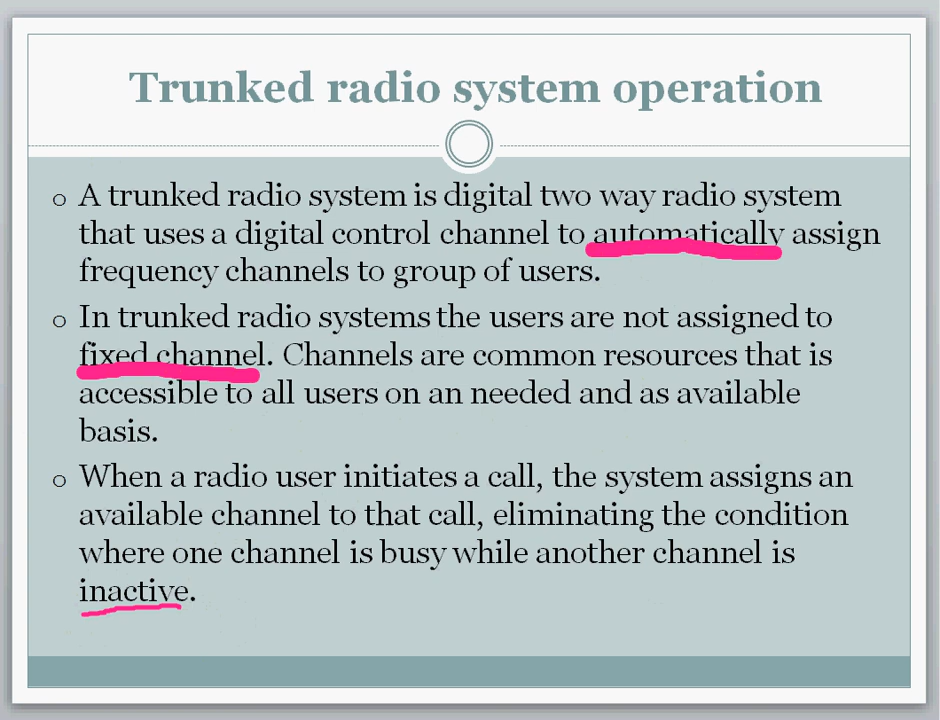 Trunked radio system operation
o A trunked radio system is digital two way radio system
that uses a digital control channel to automatically assign
frequency channels to group of users.
o In trunked radio systems the users are not assigned to
fixed channel. Channels are common resources that is
accessible to all users on an needed and as available
basis.
o When a radio user initiates a call, the system assigns an
available channel to that call, eliminating the condition
where one channel is busy while another channel is
inactive.